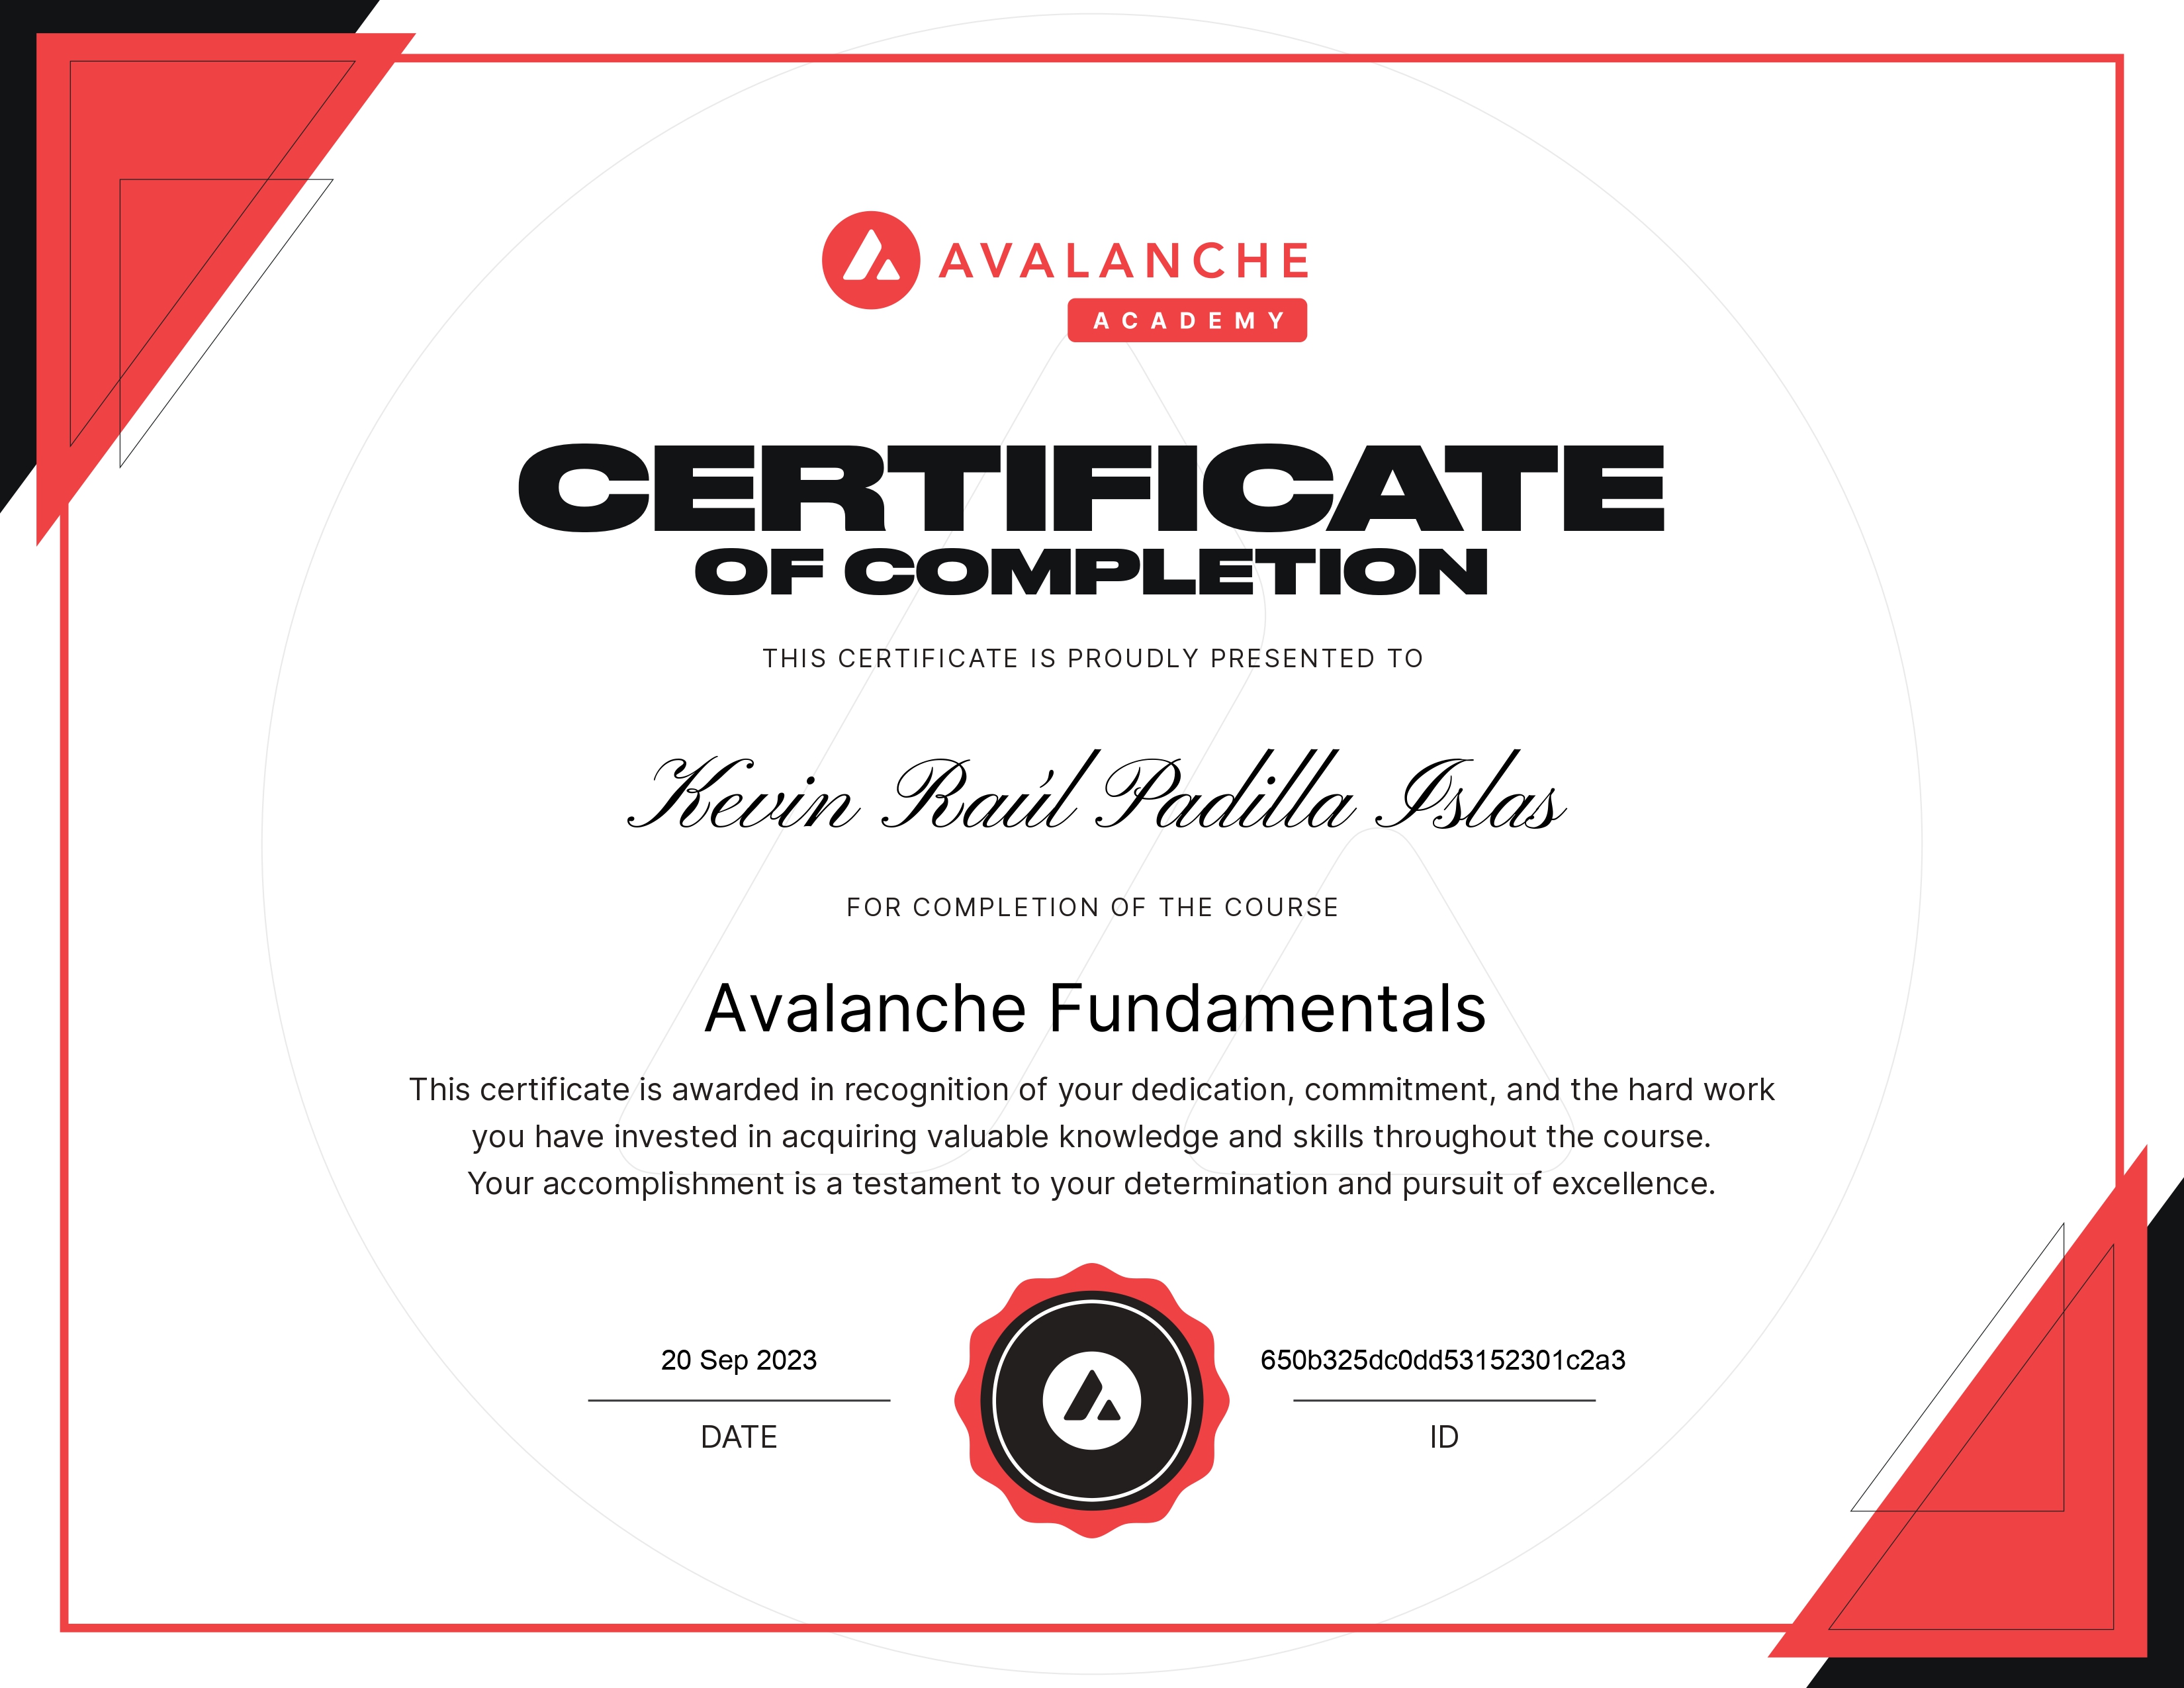 AVALANCHE
ACADEMY
CERTIFICATE
OF COMPLETION
THIS CERTIFICATE IS PROUDLY PRESENTED TO
Kevin Raúl Padilla Islas
FOR COMPLETION OF THE COURSE
Avalanche Fundamentals
This certificate is awarded in recognition of your dedication, commitment, and the hard work
you have invested in acquiring valuable knowledge and skills throughout the course.
Your accomplishment is a testament to your determination and pursuit of excellence.
20 Sep 2023
DATE
650b325dc0dd53152301c2a3
ID